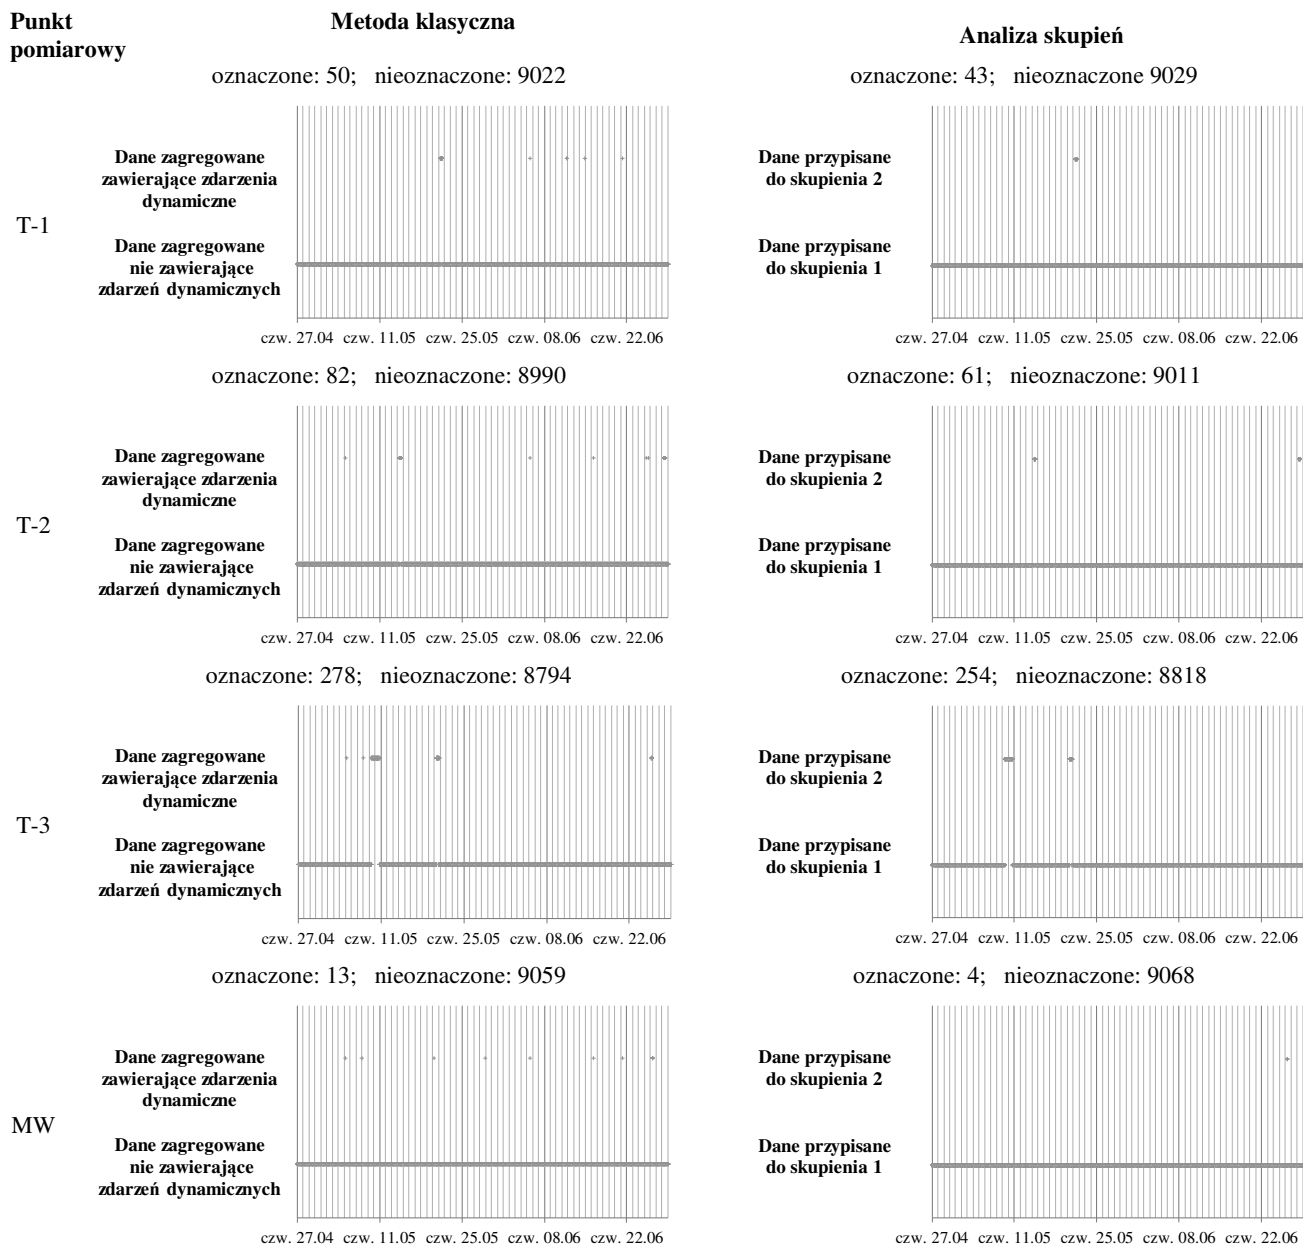 Punkt
pomiarowy
Metoda klasyczna
Analiza skupień
oznaczone: 50; nieoznaczone: 9022
oznaczone: 43; nieoznaczone 9029
T-1
Dane zagregowane
zawierające zdarzenia
dynamiczne
Dane zagregowane
nie zawierające
zdarzeń dynamicznych
czw. 27.04 czw. 11.05 czw. 25.05 czw. 08.06 czw. 22.06
Dane przypisane
do skupienia 2
Dane przypisane
do skupienia 1
czw. 27.04 czw. 11.05 czw. 25.05 czw. 08.06 czw. 22.06
oznaczone: 82; nieoznaczone: 8990
oznaczone: 61; nieoznaczone: 9011
T-2
Dane zagregowane
zawierające zdarzenia
dynamiczne
Dane zagregowane
nie zawierające
zdarzeń dynamicznych
czw. 27.04 czw. 11.05 czw. 25.05 czw. 08.06 czw. 22.06
Dane przypisane
do skupienia 2
Dane przypisane
do skupienia 1
czw. 27.04 czw. 11.05 czw. 25.05 czw. 08.06 czw. 22.06
oznaczone: 278; nieoznaczone: 8794
oznaczone: 254; nieoznaczone: 8818
T-3
Dane zagregowane
zawierające zdarzenia
dynamiczne
Dane zagregowane
nie zawierające
zdarzeń dynamicznych
czw. 27.04 czw. 11.05 czw. 25.05 czw. 08.06 czw. 22.06
Dane przypisane
do skupienia 2
Dane przypisane
do skupienia 1
czw. 27.04 czw. 11.05 czw. 25.05 czw. 08.06 czw. 22.06
oznaczone: 13; nieoznaczone: 9059
oznaczone: 4; nieoznaczone: 9068
MW
Dane zagregowane
zawierające zdarzenia
dynamiczne
Dane zagregowane
nie zawierające
zdarzeń dynamicznych
czw. 27.04 czw. 11.05 czw. 25.05 czw. 08.06 czw. 22.06
Dane przypisane
do skupienia 2
Dane przypisane
do skupienia 1
czw. 27.04 czw. 11.05 czw. 25.05 czw. 08.06 czw. 22.06